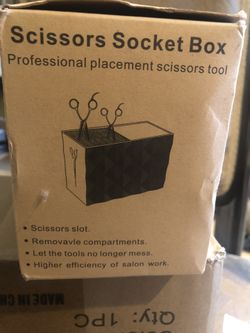 Scissors Socket Box
Professional placement scissors tool
• Scissors slot.
• Removavle compartments.
• Let the tools no longer mess.
• Higher efficiency of salon work.
MADE IN CH
Qty: 1PC